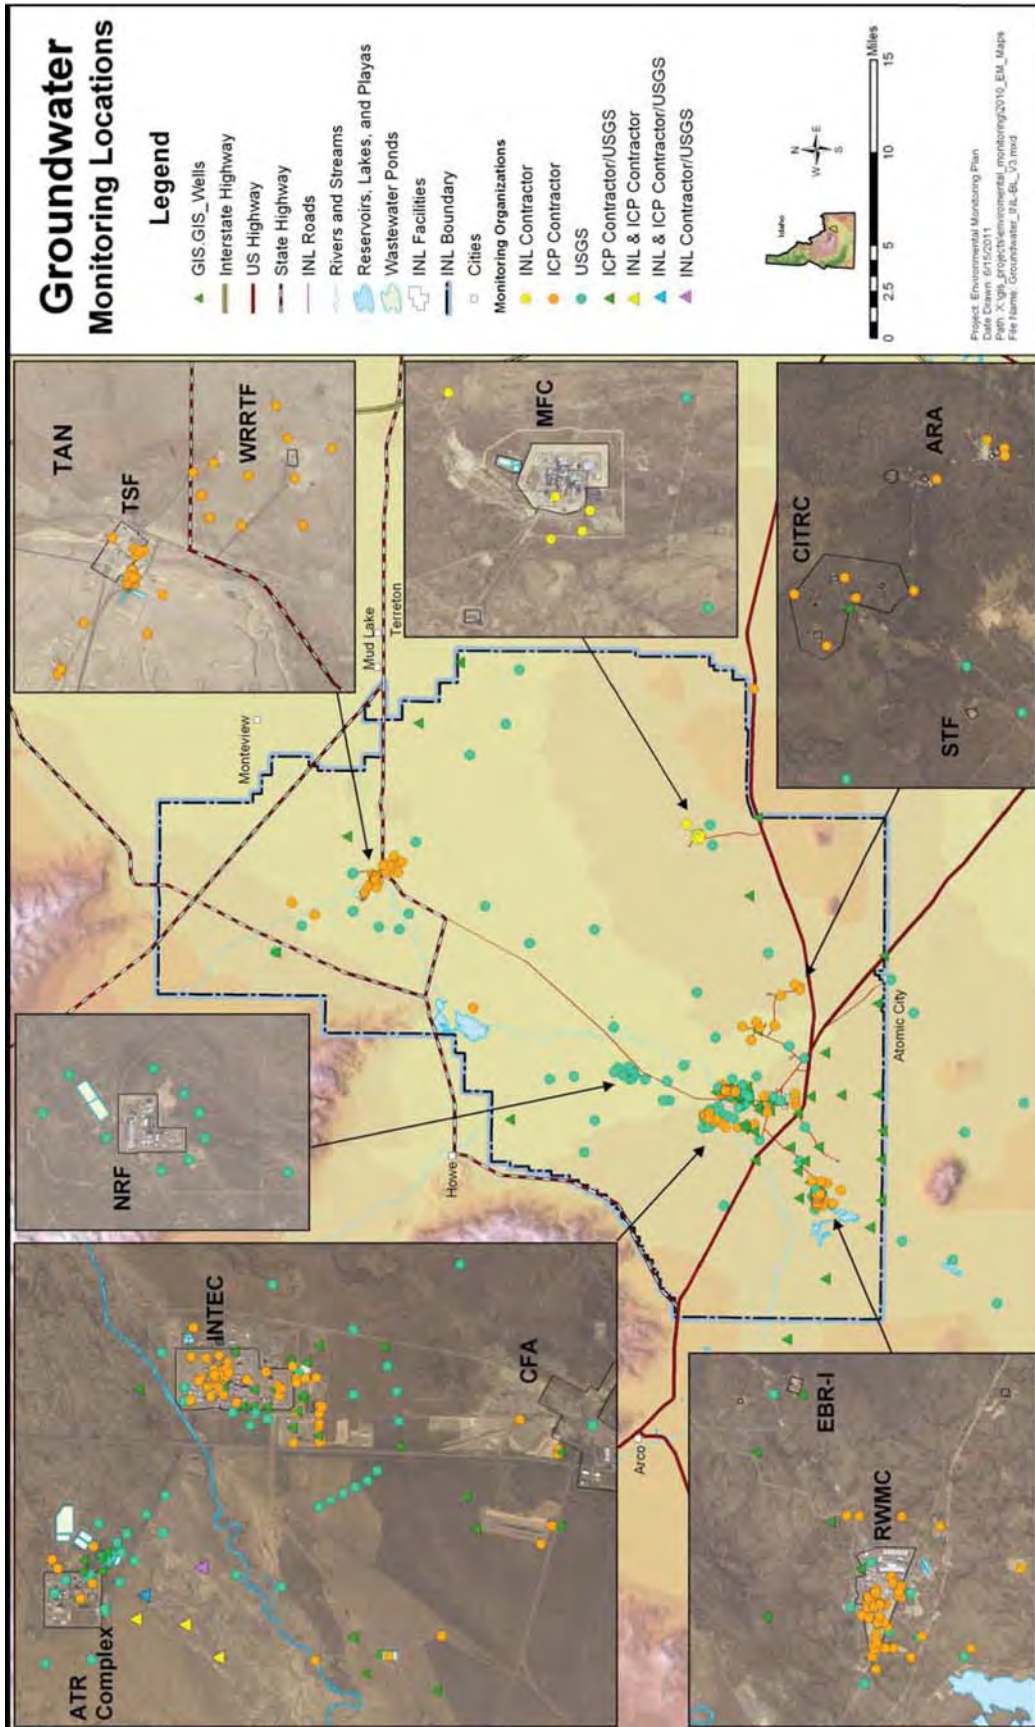 Groundwater
Monitoring Locations
Legend
GIS.GIS_Wells
Interstate Highway
US Highway
State Highway
INL Roads
Rivers and Streams
Reservoirs, Lakes, and Playas
Wastewater Ponds
INL Facilities
INL Boundary
Cities
Monitoring Organizations
INL Contractor
ICP Contractor
USGS
ICP Contractor/USGS
INL & ICP Contractor
INL & ICP Contractor/USGS
INL Contractor/USGS
Idaho
N
W E
S
0 2.5 5 10 15
Miles
Project: Environmental Monitoring Plan
Date Drawn: 6/15/2011
Path: X:\gis_projects\enviromental_monitoring\2010_EM_Maps
File Name: Groundwater_INL-BL_V3.mxd
TAN
TSF
WRRTF
MFC
CITRC
ARA
STF
NRF
ATR
Complex
INTEC
CFA
EBR-I
RWMC
Monteview
Mud Lake
Terreton
Howe
Arco
Atomic City